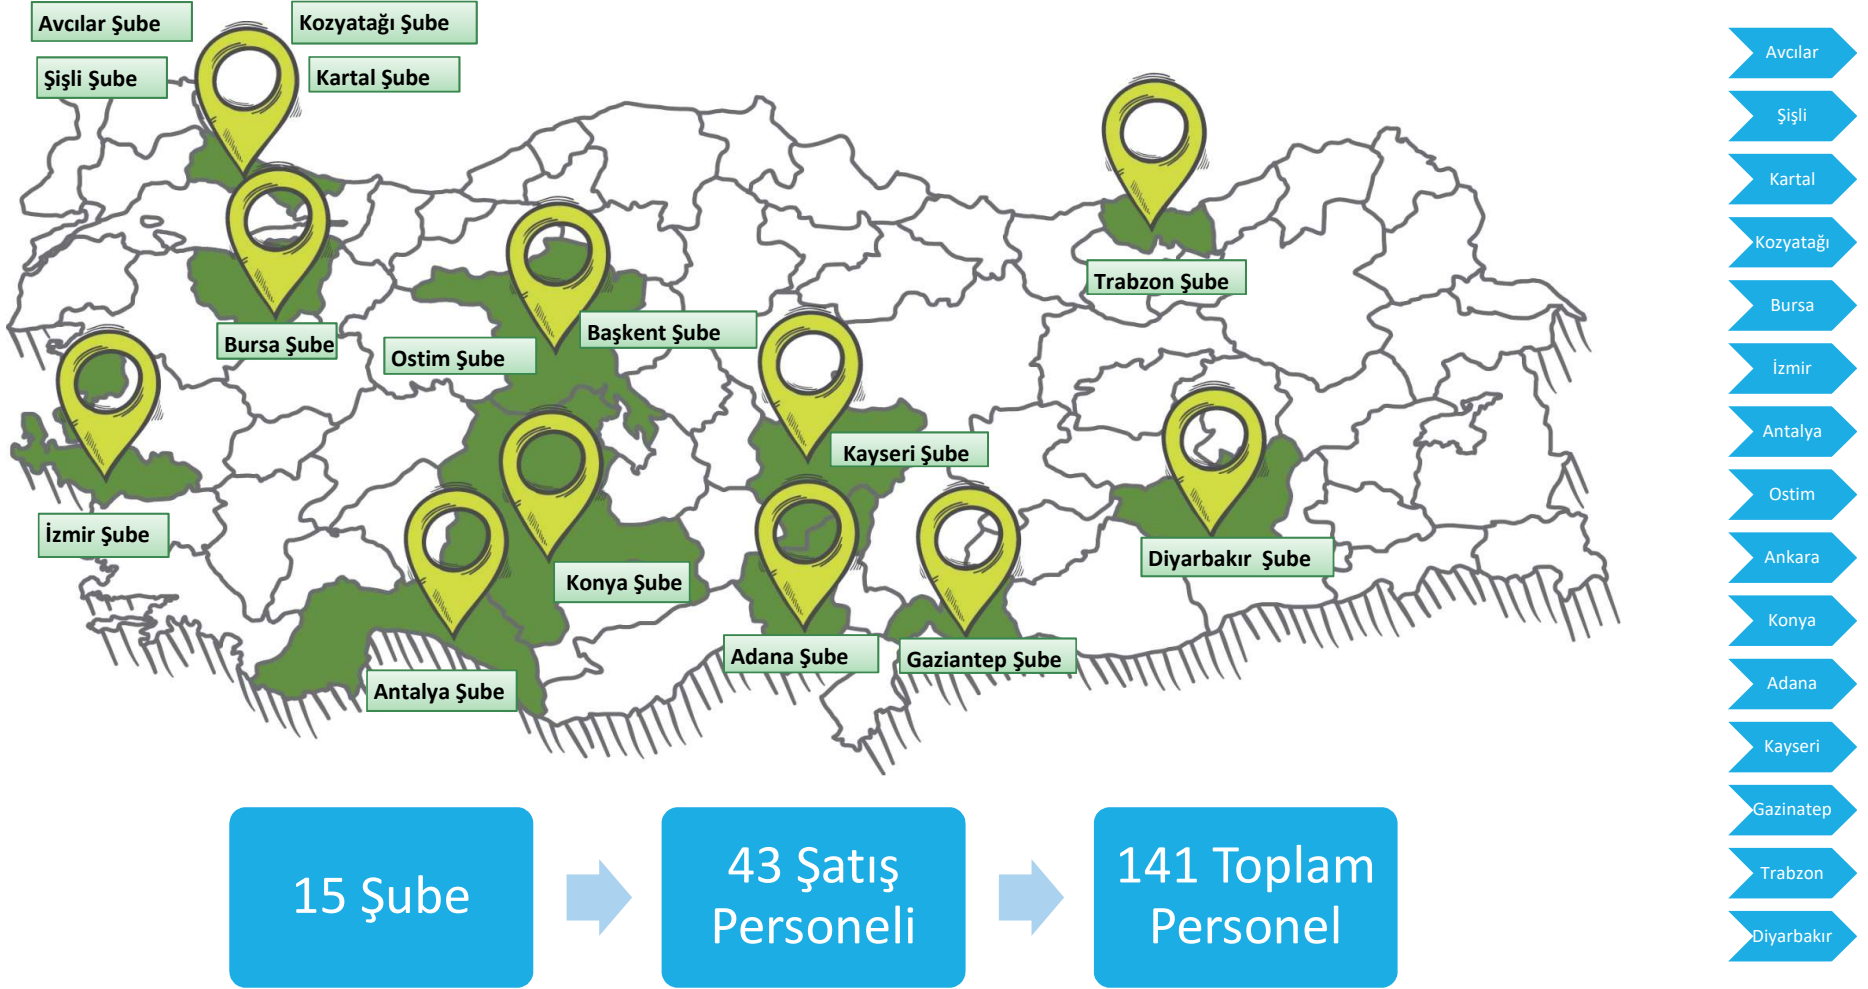 Avcılar Şube
Kozyatağı Şube
Şişli Şube
Kartal Şube
Trabzon Şube
Başkent Şube
Bursa Şube
Ostim Şube
Kayseri Şube
İzmir Şube
Diyarbakır  Şube
Konya Şube
Adana Şube
Gaziantep Şube
Antalya Şube
15 Şube
43 Şatış
Personeli
141 Toplam
Personel
Avcılar
Şişli
Kartal
Kozyatağı
Bursa
İzmir
Antalya
Ostim
Ankara
Konya
Adana
Kayseri
Gazinatep
Trabzon
Diyarbakır